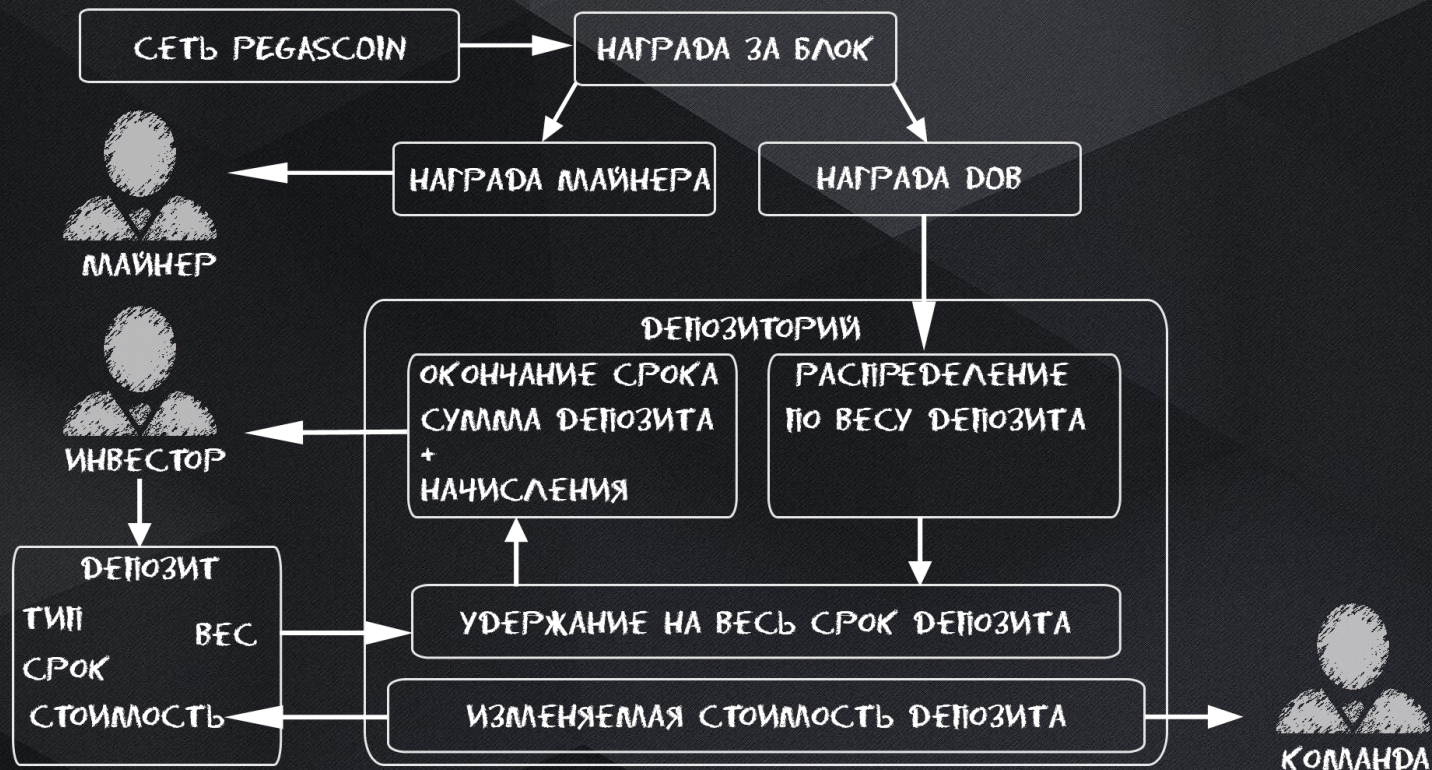 СЕТЬ PEGASCOIN
НАГРАДА ЗА БЛОК
НАГРАДА МАЙНЕРА
НАГРАДА DOB
МАЙНЕР
ДЕПОЗИТОРИЙ
ОКОНЧАНИЕ СРОКА
СУММА ДЕПОЗИТА
+
НАЧИСЛЕНИЯ
РАСПРЕДЕЛЕНИЕ
ПО ВЕСУ ДЕПОЗИТА
ИНВЕСТОР
ДЕПОЗИТ
ТИП
ВЕС
СРОК
СТОИМОСТЬ
УДЕРЖАНИЕ НА ВЕСЬ СРОК ДЕПОЗИТА
ИЗМЕНЯЕМАЯ СТОИМОСТЬ ДЕПОЗИТА
КОМАНДА